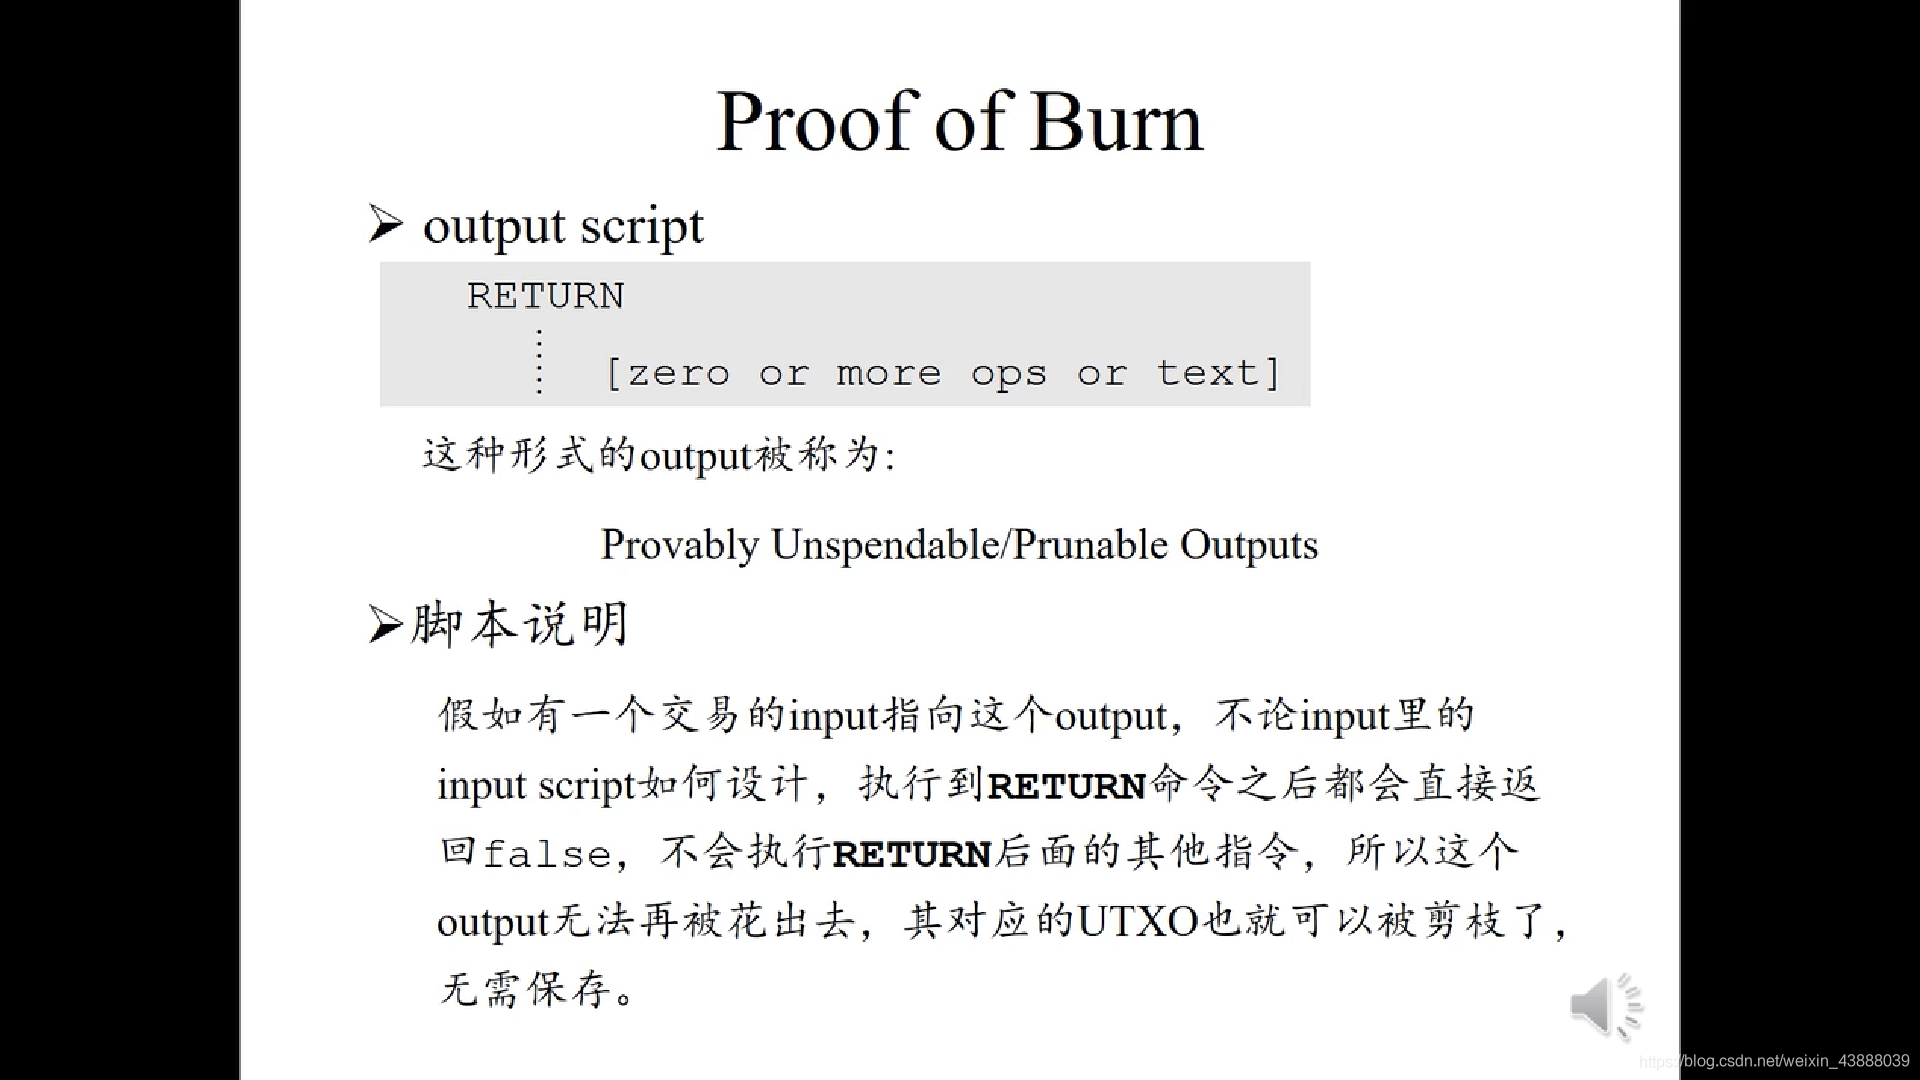 Proof of Burn
➢ output script
RETURN
[zero or more ops or text]
这种形式的output被称为:
Provably Unspendable/Prunable Outputs
➢脚本说明
假如有一个交易的input指向这个output，不论input里的
input script如何设计，执行到RETURN命令之后都会直接返
回false，不会执行RETURN后面的其他指令，所以这个
output无法再被花出去，其对应的UTXO也就可以被剪枝了，
无需保存。
https://blog.csdn.net/weixin_43888039